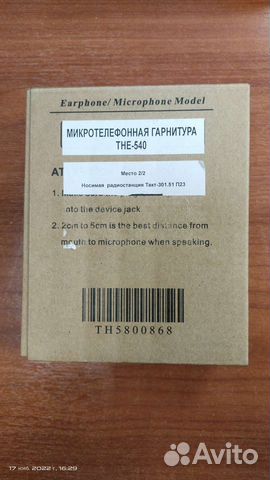 Earphone/Microphone Model
МИКРОТЕЛЕФОННАЯ ГАРНИТУРА
THE-540
AT
Место 2/2
Носимая радиостанция Такт-301.51 П23
1.
into the device jack
2. 2cm to 5cm is the best distance from
mouth to microphone when speaking.
TH5800868
17 янв. 2022 г. 16:29
Avito